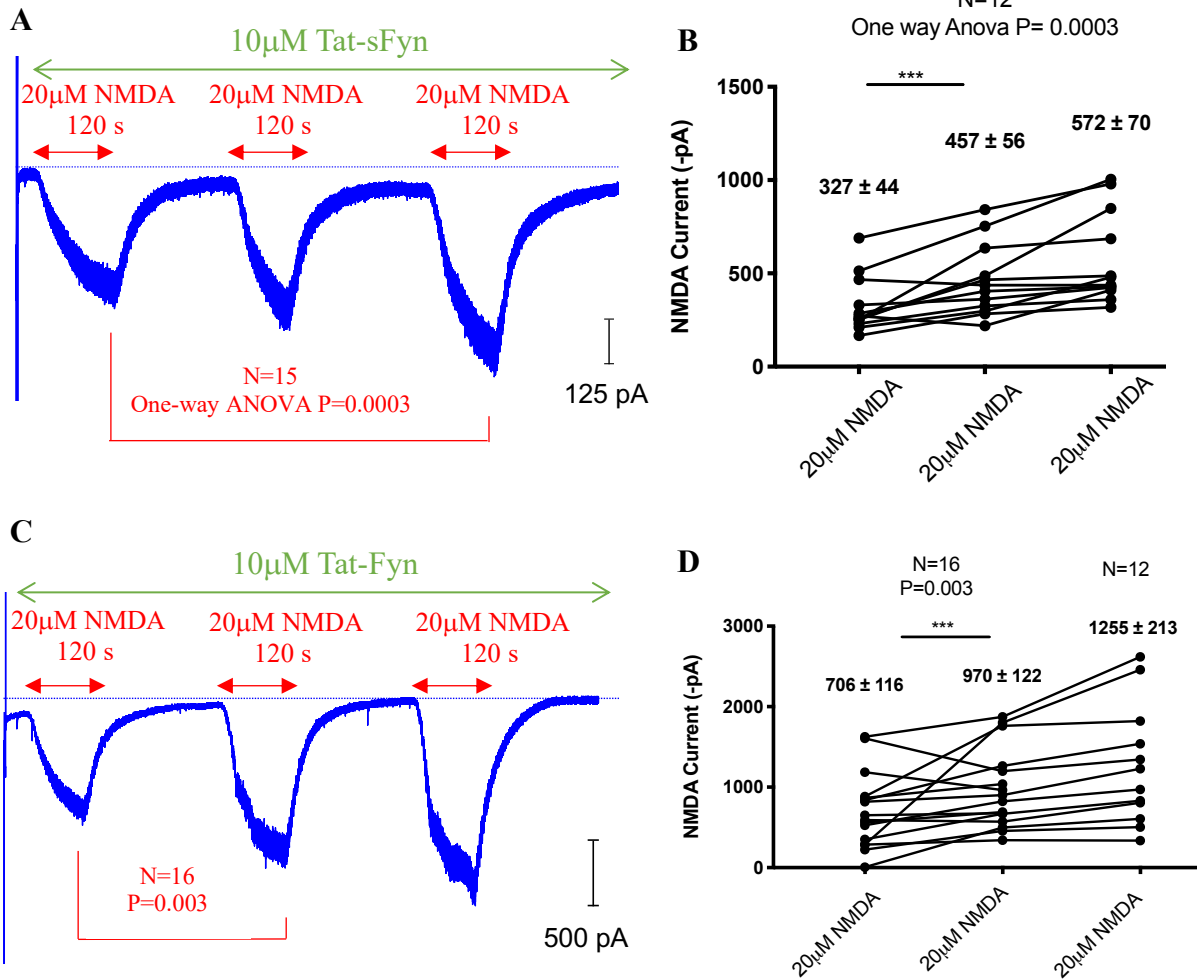 A
10µM Tat-sFyn
20µM NMDA 20µM NMDA 20µM NMDA
120 s 120 s 120 s
N=15
One-way ANOVA P=0.0003
125 pA
B
N=12
One way Anova P= 0.0003
***
NMDA Current (-pA)
1500
1000
500
0
327 ± 44
457 ± 56
572 ± 70
20µM NMDA
20µM NMDA
20µM NMDA
C
10µM Tat-Fyn
20µM NMDA 20µM NMDA 20µM NMDA
120 s 120 s 120 s
N=16
P=0.003
500 pA
D
N=16
P=0.003
N=12
***
NMDA Current (-pA)
3000
2000
1000
0
706 ± 116
970 ± 122
1255 ± 213
20µM NMDA
20µM NMDA
20µM NMDA